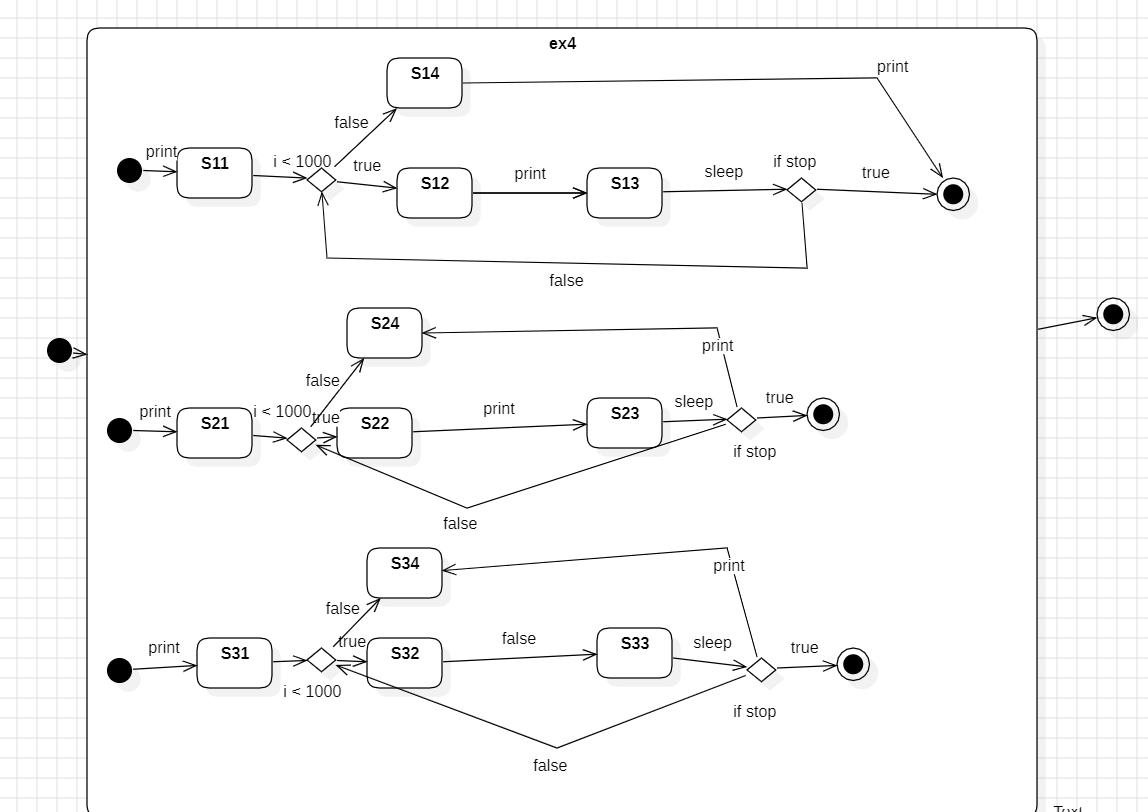 ex4
S14
print
false
print
S11
i < 1000
true
S12
print
S13
sleep
if stop
true
false
S24
print
false
print
S21
i < 1000
true
S22
print
S23
sleep
true
if stop
false
S34
print
false
print
S31
true
S32
false
S33
sleep
true
i < 1000
if stop
false
Text